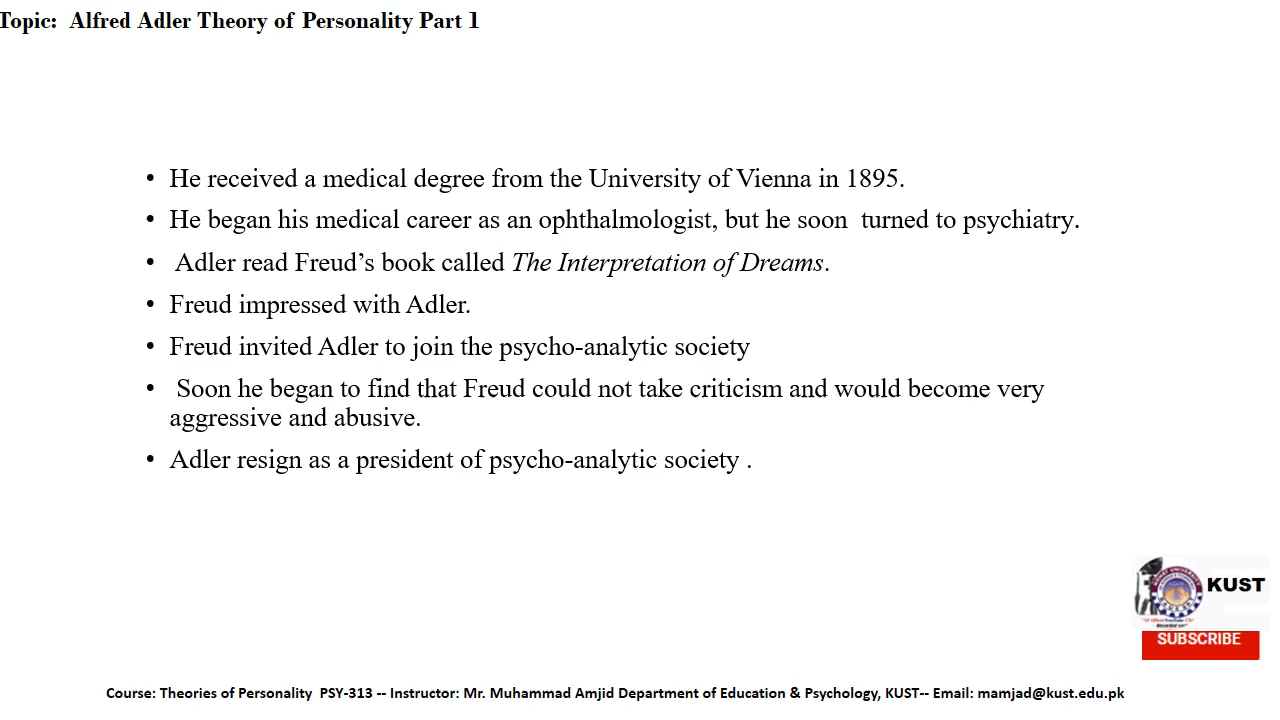 Topic: Alfred Adler Theory of Personality Part 1
• He received a medical degree from the University of Vienna in 1895.
• He began his medical career as an ophthalmologist, but he soon turned to psychiatry.
• Adler read Freud’s book called The Interpretation of Dreams.
• Freud impressed with Adler.
• Freud invited Adler to join the psycho-analytic society
• Soon he began to find that Freud could not take criticism and would become very
aggressive and abusive.
• Adler resign as a president of psycho-analytic society .
KUST
SUBSCRIBE
Course: Theories of Personality PSY-313 -- Instructor: Mr. Muhammad Amjid Department of Education & Psychology, KUST-- Email: mamjad@kust.edu.pk